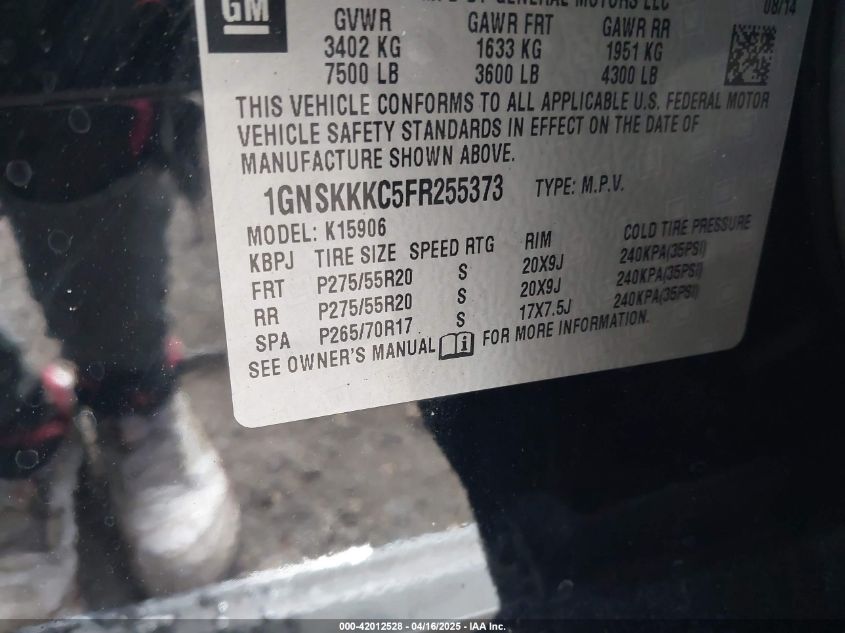 GENERAL MOTORS LLC
08/14
GM
GVWR GAWR FRT GAWR RR
3402 KG 1633 KG 1951 KG
7500 LB 3600 LB 4300 LB
THIS VEHICLE CONFORMS TO ALL APPLICABLE U.S. FEDERAL MOTOR
VEHICLE SAFETY STANDARDS IN EFFECT ON THE DATE OF
MANUFACTURE SHOWN ABOVE.
1GNSKKKC5FR255373 TYPE: M.P.V.
MODEL: K15906
KBPJ TIRE SIZE SPEED RTG RIM COLD TIRE PRESSURE
FRT P275/55R20 S 20X9J 240KPA(35PSI)
RR P275/55R20 S 20X9J 240KPA(35PSI)
SPA P265/70R17 S 17X7.5J 240KPA(35PSI)
SEE OWNER'S MANUAL FOR MORE INFORMATION.
000-42012528 - 04/16/2025 - IAA Inc.